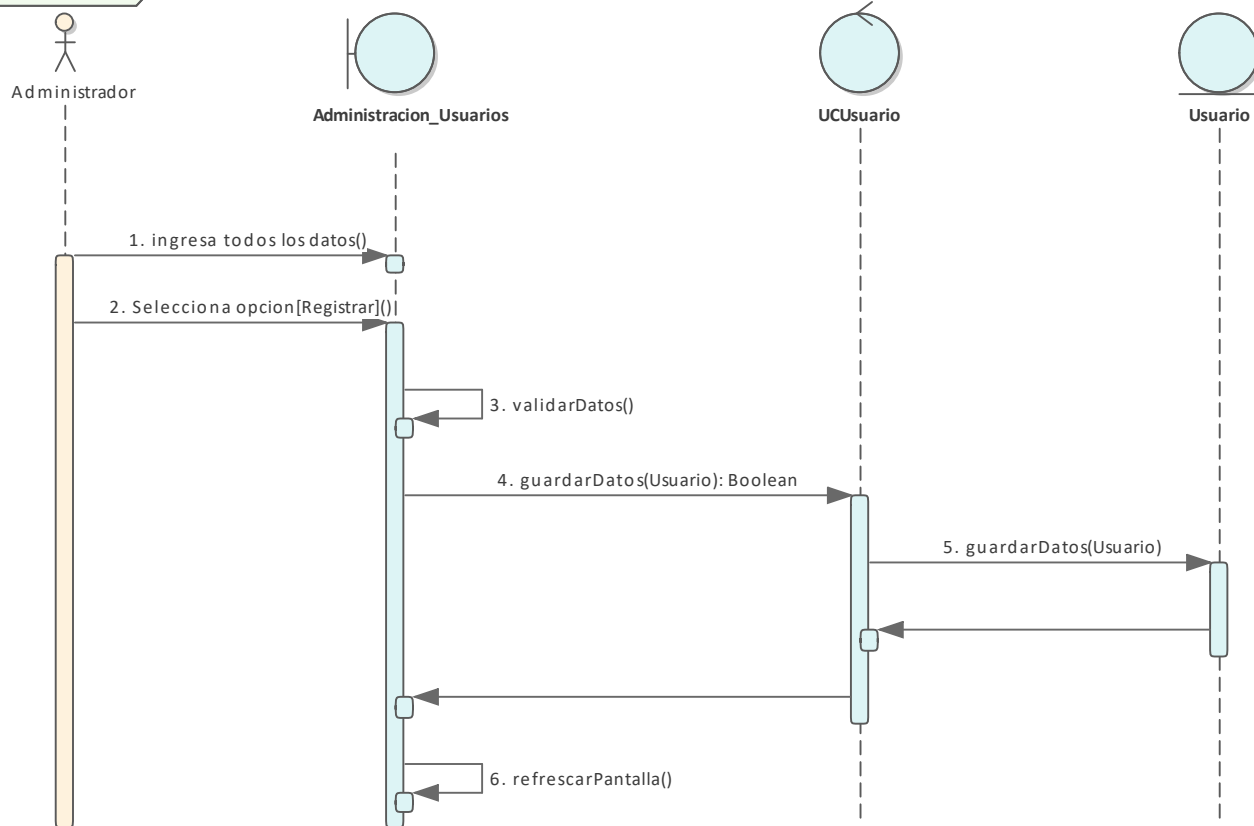 Administrador
Administracion_Usuarios
UCUsuario
Usuario
1. ingresa todos los datos()
2. Selecciona opcion[Registrar]()
3. validarDatos()
4. guardarDatos(Usuario): Boolean
5. guardarDatos(Usuario)
6. refrescarPantalla()